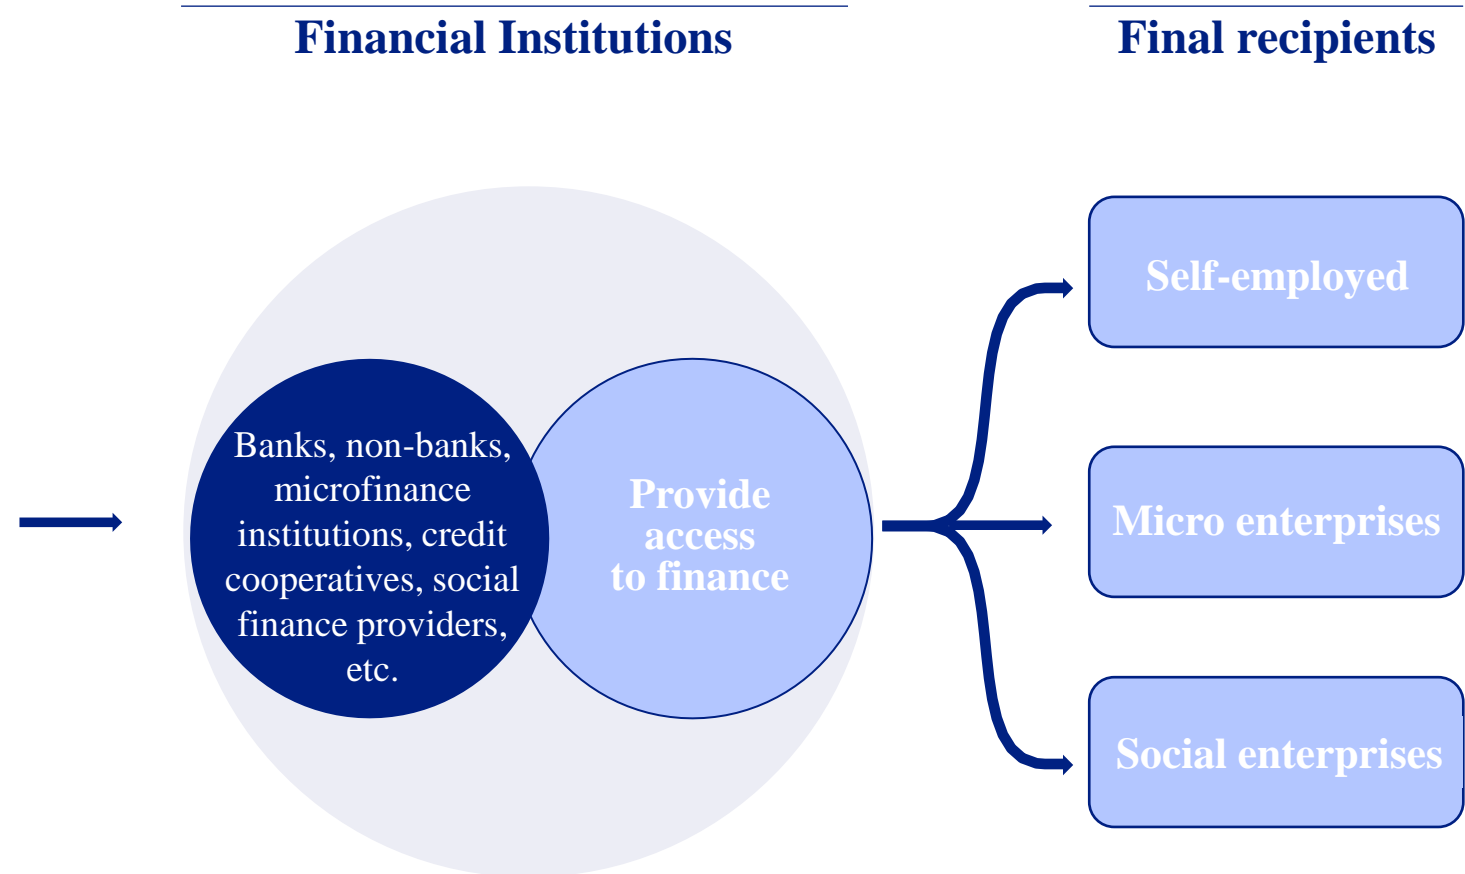 Financial Institutions
Final recipients
Banks, non-banks,
microfinance
institutions, credit
cooperatives, social
finance providers,
etc.
Provide
access
to finance
Self-employed
Micro enterprises
Social enterprises